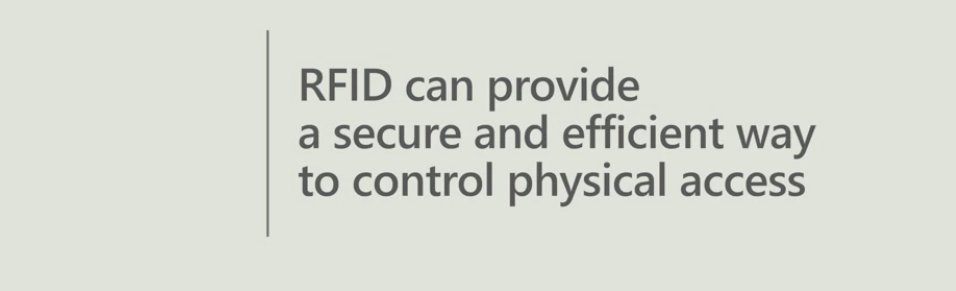 RFID can provide
a secure and efficient way
to control physical access